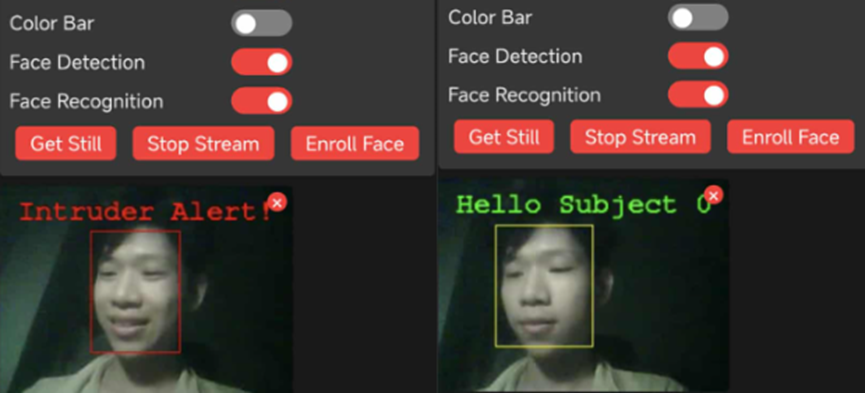 Color Bar
Face Detection
Face Recognition
Get Still Stop Stream Enroll Face
Intruder Alert!
Color Bar
Face Detection
Face Recognition
Get Still Stop Stream Enroll Face
Hello Subject 0